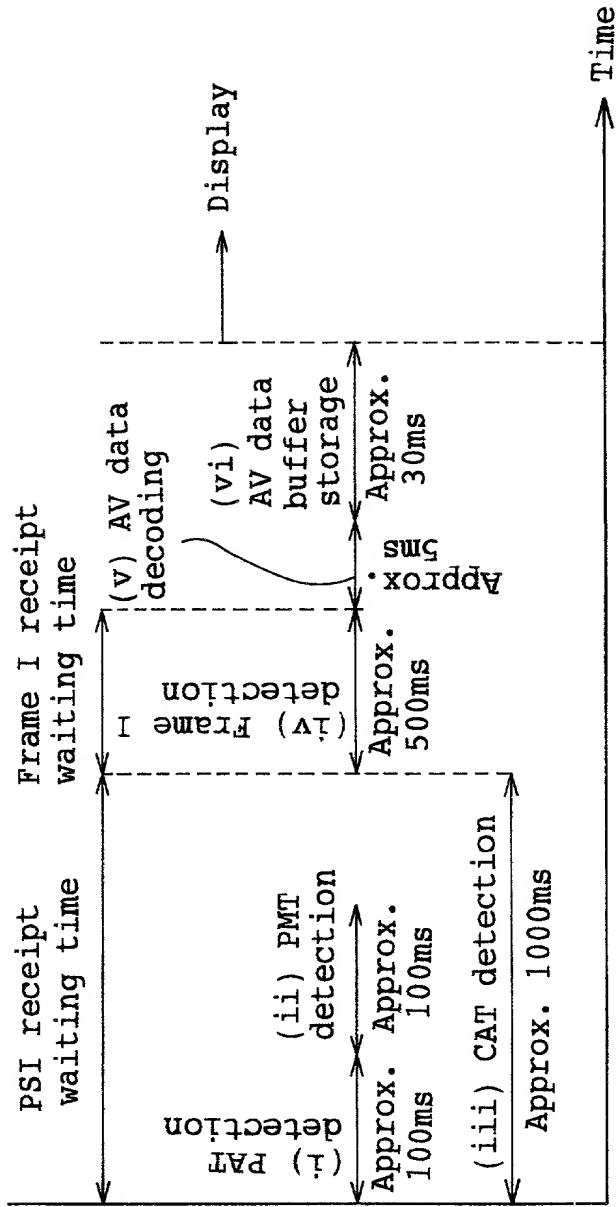 PSI receipt
waiting time
Frame I receipt
waiting time
(i) PAT
detection
Approx.
100ms
(ii) PMT
detection
Approx.
100ms
(iii) CAT detection
Approx. 1000ms
(iv) Frame I
detection
Approx.
500ms
(v) AV data
decoding
Approx.
5ms
(vi)
AV data
buffer
storage
Approx.
30ms
Display
Time